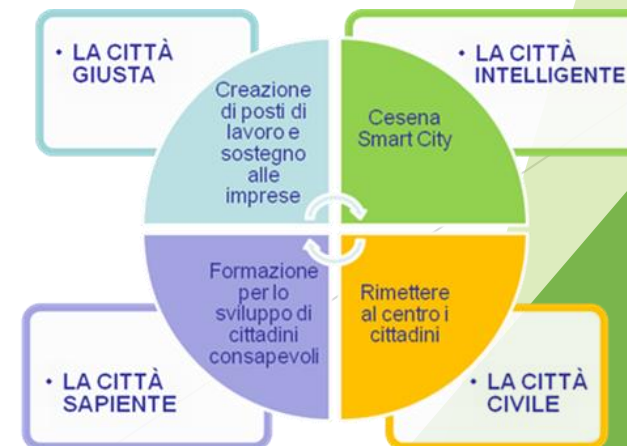 • LA CITTÀ
GIUSTA
Creazione
di posti di
lavoro e
sostegno
alle
imprese
Cesena
Smart City
• LA CITTÀ
INTELLIGENTE
• LA CITTÀ
SAPIENTE
Formazione
per lo
sviluppo di
cittadini
consapevoli
Rimettere
al centro i
cittadini
• LA CITTÀ
CIVILE